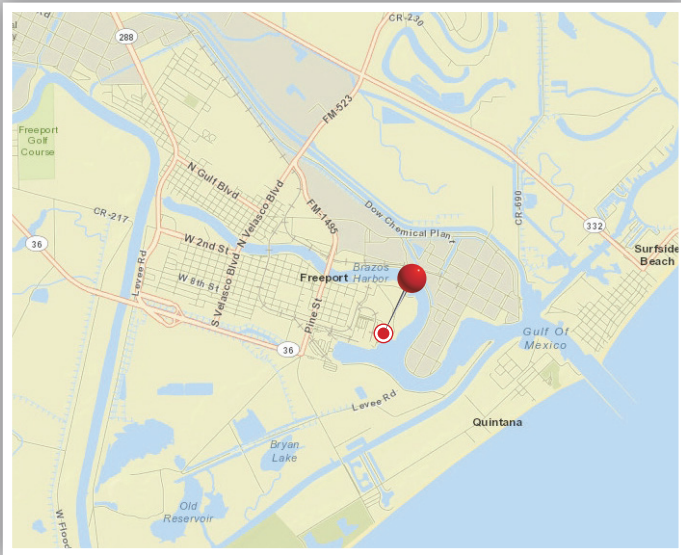 CR-230
288
Freeport
Golf
Course
FM-523
N Gulf Blvd
N Velasco Blvd
CR-690
CR-217
FM-1495
Dow Chemical Plant
332
36
W 2nd St
Surfside
Beach
Levee Rd
W 8th St
Freeport
Brazos
Harbor
S Velasco Blvd
Pine St
Gulf Of
Mexico
36
Levee Rd
Quintana
Bryan
Lake
Old
Reservoir
W Flood
36